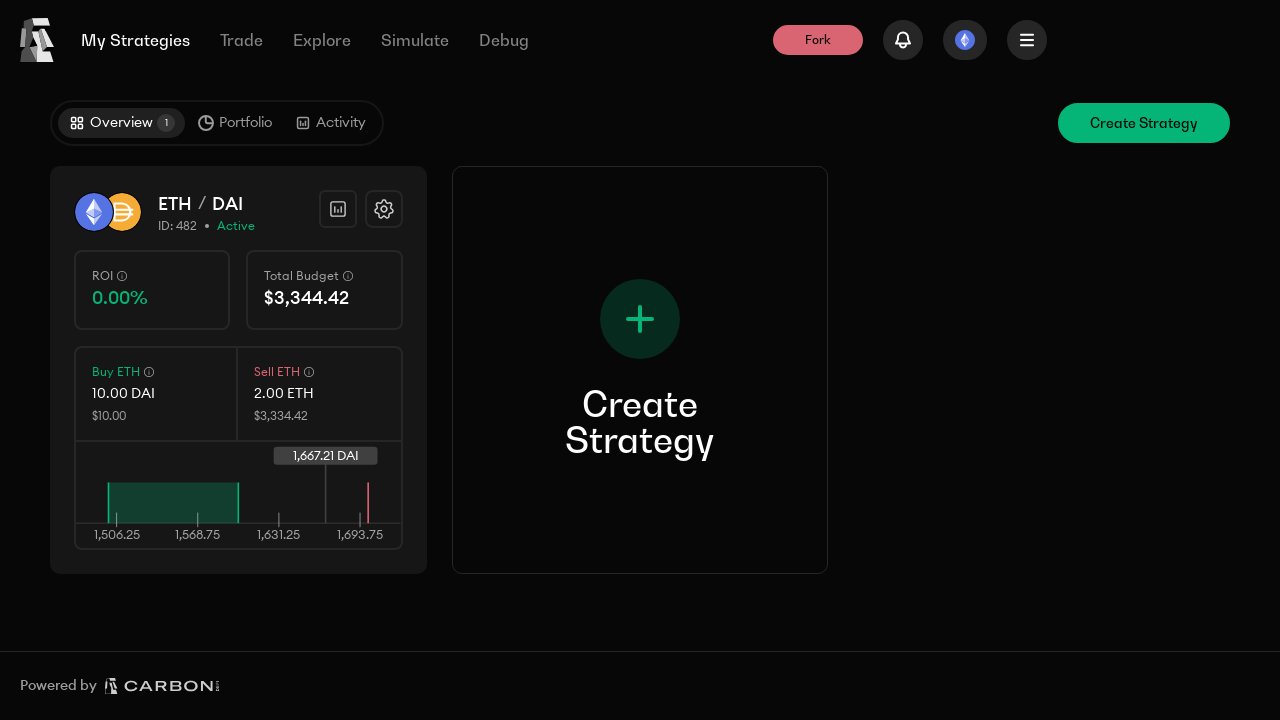 My Strategies
Trade
Explore
Simulate
Debug
Fork
Overview 1
Portfolio
Activity
Create Strategy
ETH / DAI
ID: 482 • Active
ROI
0.00%
Total Budget
$3,344.42
Buy ETH
10.00 DAI
$10.00
Sell ETH
2.00 ETH
$3,334.42
1,667.21 DAI
1,506.25
1,568.75
1,631.25
1,693.75
Create
Strategy
Powered by CARBON